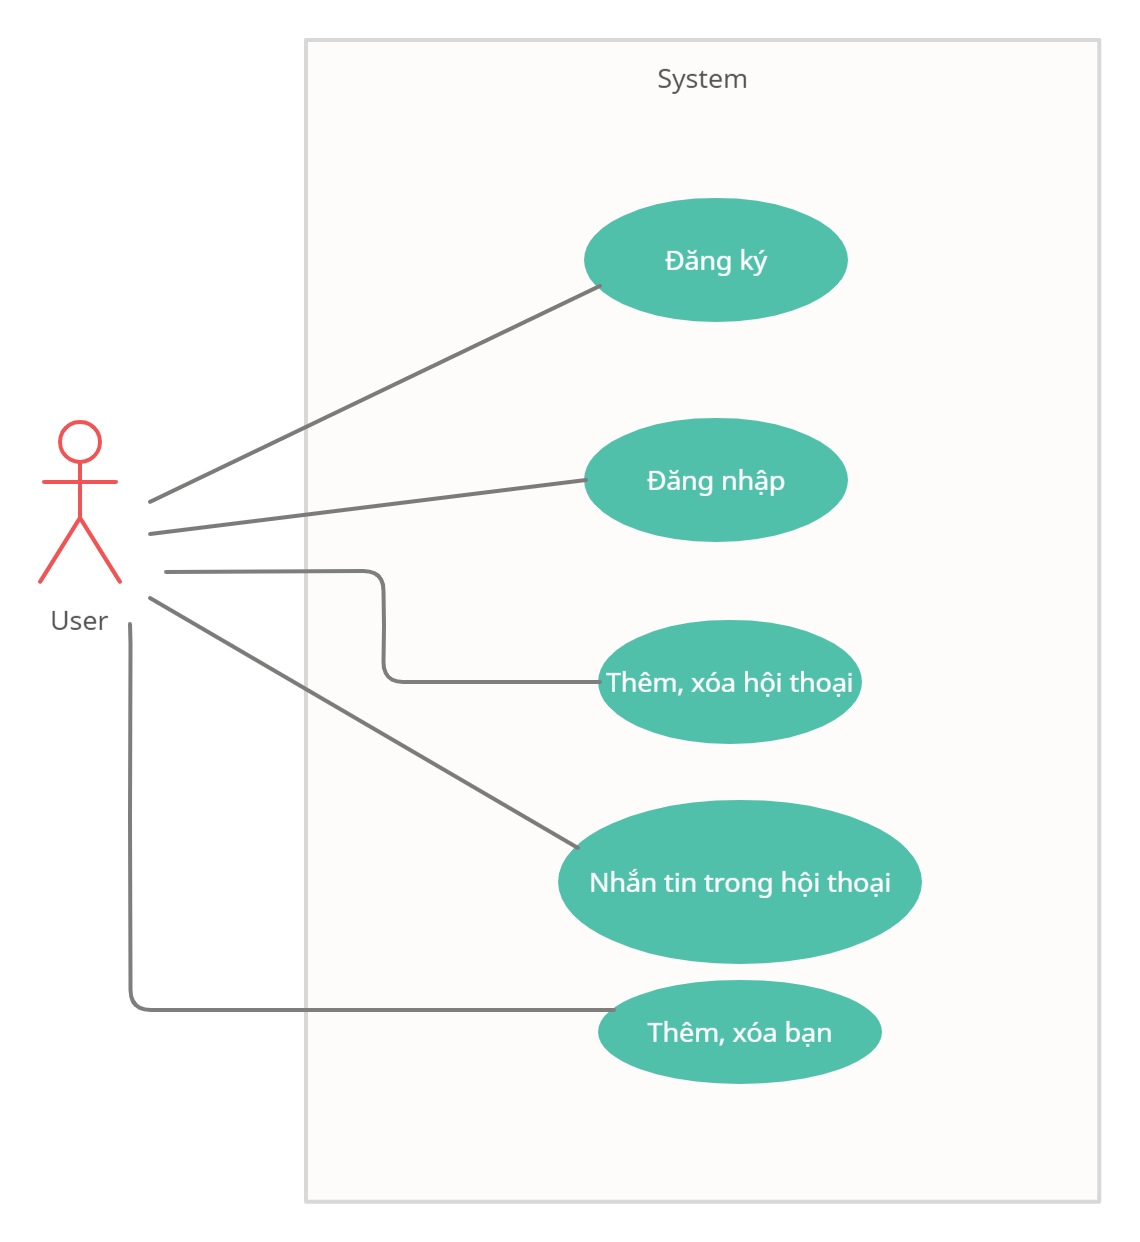 System
Đăng ký
Đăng nhập
User
Thêm, xóa hội thoại
Nhắn tin trong hội thoại
Thêm, xóa bạn